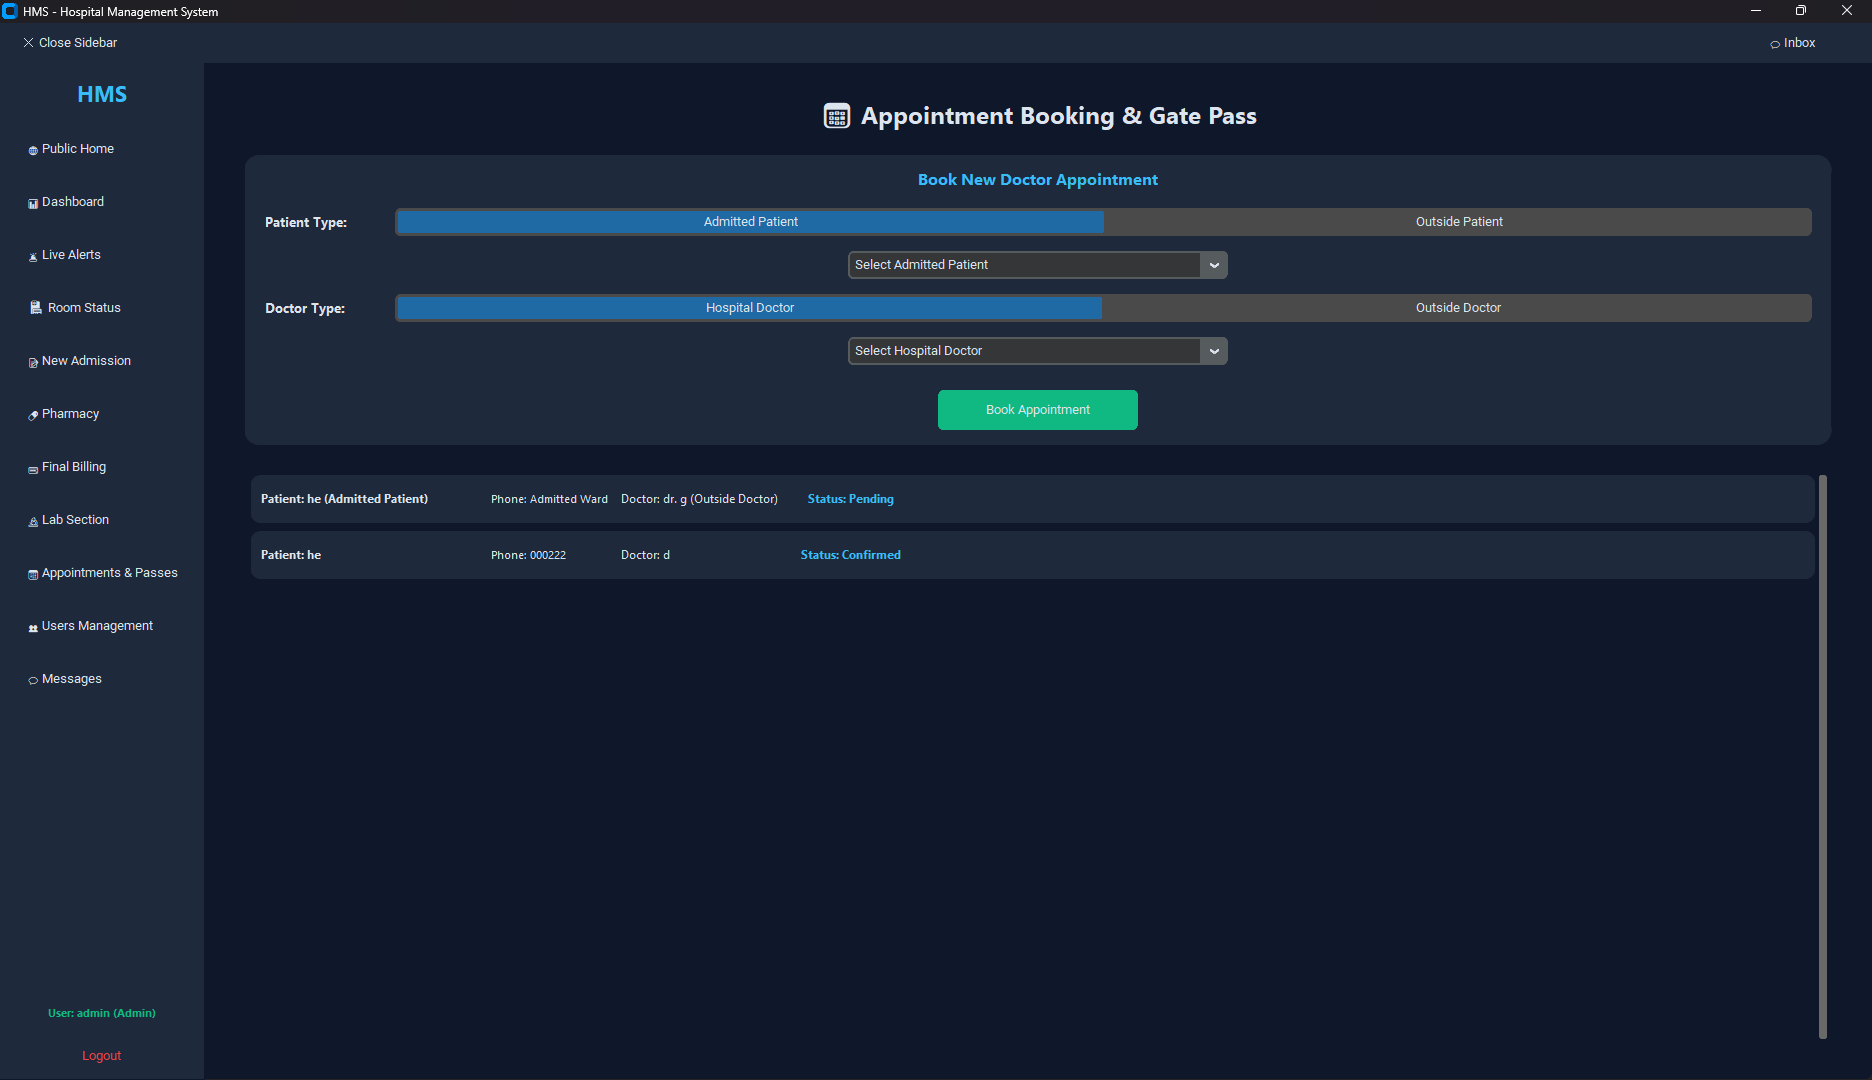 HMS - Hospital Management System
Close Sidebar
Inbox
HMS
Public Home
Dashboard
Live Alerts
Room Status
New Admission
Pharmacy
Final Billing
Lab Section
Appointments & Passes
Users Management
Messages
User: admin (Admin)
Logout
Appointment Booking & Gate Pass
Book New Doctor Appointment
Patient Type: Admitted Patient Outside Patient
Select Admitted Patient
Doctor Type: Hospital Doctor Outside Doctor
Select Hospital Doctor
Book Appointment
Patient: he (Admitted Patient) Phone: Admitted Ward Doctor: dr. g (Outside Doctor) Status: Pending
Patient: he Phone: 000222 Doctor: d Status: Confirmed